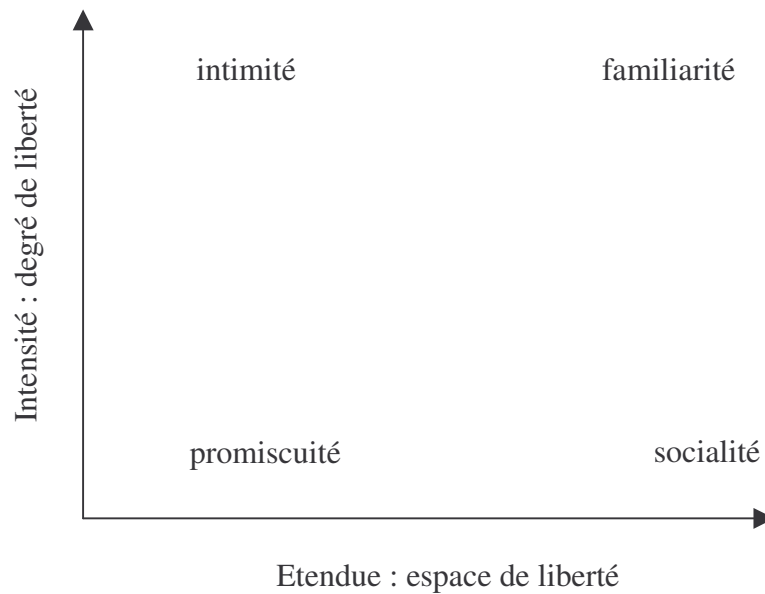 intimité
familiarité
Intensité : degré de liberté
promiscuité
socialité
Etendue : espace de liberté